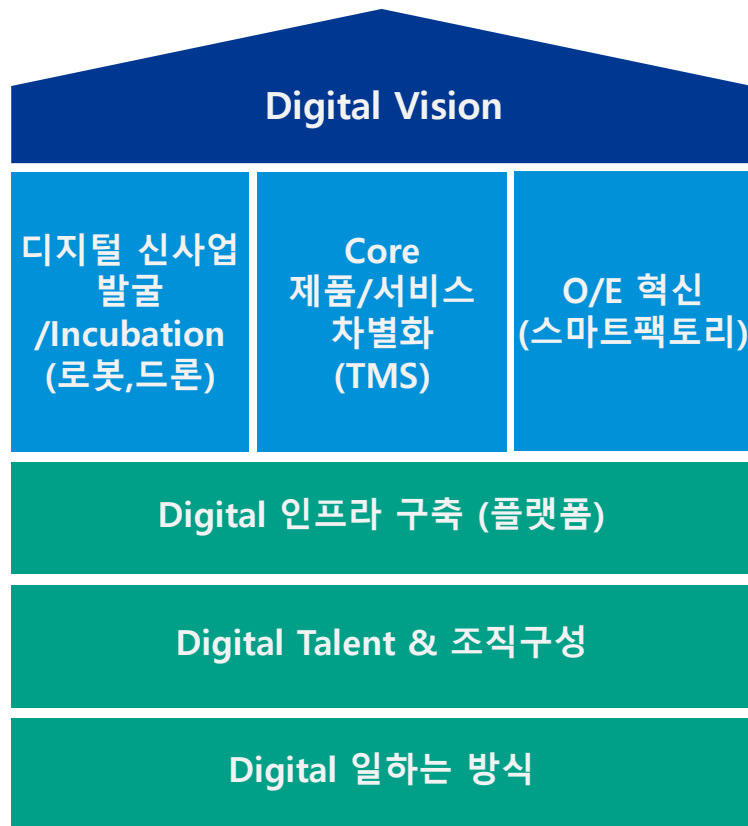 Digital Vision
디지털 신사업
발굴
/Incubation
(로봇,드론)
Core
제품/서비스
차별화
(TMS)
O/E 혁신
(스마트팩토리)
Digital 인프라 구축 (플랫폼)
Digital Talent & 조직구성
Digital 일하는 방식